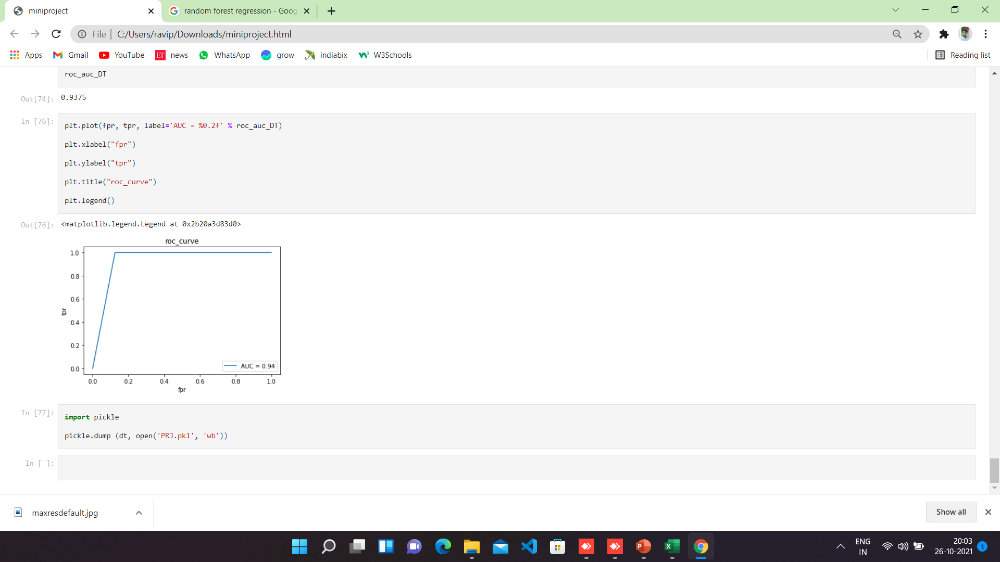 miniproject
random forest regression - Goog
File
C:/Users/ravip/Downloads/miniproject.html
Apps
Gmail
YouTube
ET
news
WhatsApp
grow
indiabix
W3Schools
Reading list
roc_auc_DT
Out[74]:
0.9375
In [76]:
plt.plot(fpr, tpr, label='AUC = %0.2f' % roc_auc_DT)
plt.xlabel("fpr")
plt.ylabel("tpr")
plt.title("roc_curve")
plt.legend()
Out[76]:
<matplotlib.legend.Legend at 0x2b20a3d83d0>
roc_curve
1.0
0.8
0.6
0.4
0.2
0.0
tpr
AUC = 0.94
0.0 0.2 0.4 0.6 0.8 1.0
fpr
In [77]:
import pickle
pickle.dump (dt, open('PRJ.pkl', 'wb'))
In [ ]:
maxresdefault.jpg
Show all
ENG
IN
20:03
26-10-2021
1